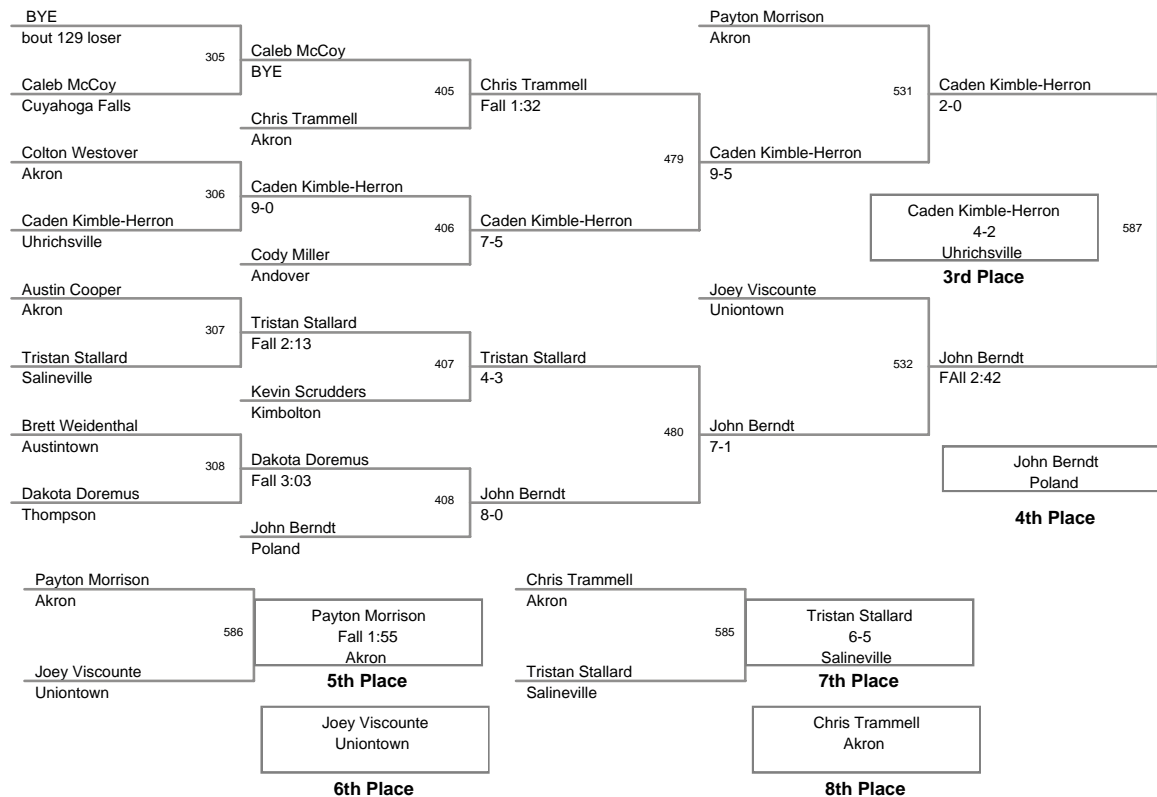 BYE
bout 129 loser
305
Caleb McCoy
Cuyahoga Falls
Colton Westover
Akron
306
Caden Kimble-Herron
Uhrichsville
Austin Cooper
Akron
307
Tristan Stallard
Salineville
Brett Weidenthal
Austintown
308
Dakota Doremus
Thompson
Caleb McCoy
BYE
405
Chris Trammell
Akron
Caden Kimble-Herron
9-0
406
Cody Miller
Andover
Tristan Stallard
Fall 2:13
407
Kevin Scrudders
Kimbolton
Dakota Doremus
Fall 3:03
408
John Berndt
Poland
Chris Trammell
Fall 1:32
479
Caden Kimble-Herron
7-5
Tristan Stallard
4-3
480
John Berndt
8-0
Payton Morrison
Akron
531
Caden Kimble-Herron
9-5
Joey Viscounte
Uniontown
532
John Berndt
7-1
Caden Kimble-Herron
2-0
587
John Berndt
FAll 2:42
Caden Kimble-Herron
4-2
Uhrichsville
3rd Place
John Berndt
Poland
4th Place
Payton Morrison
Akron
586
Joey Viscounte
Uniontown
Payton Morrison
Fall 1:55
Akron
5th Place
Joey Viscounte
Uniontown
6th Place
Chris Trammell
Akron
585
Tristan Stallard
Salineville
Tristan Stallard
6-5
Salineville
7th Place
Chris Trammell
Akron
8th Place